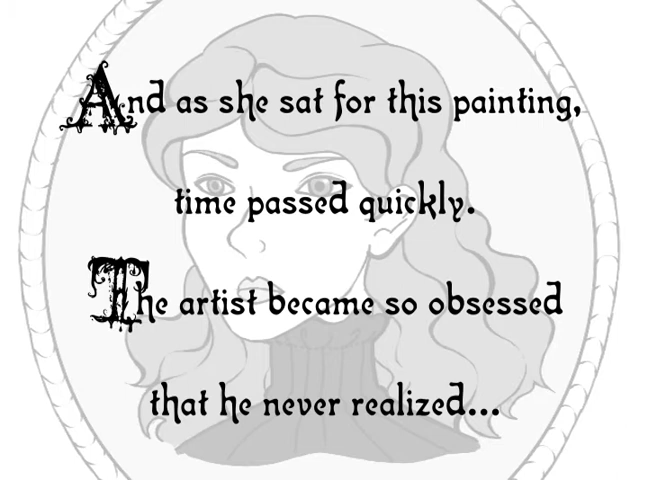 And as she sat for this painting,
time passed quickly.
The artist became so obsessed
that he never realized...